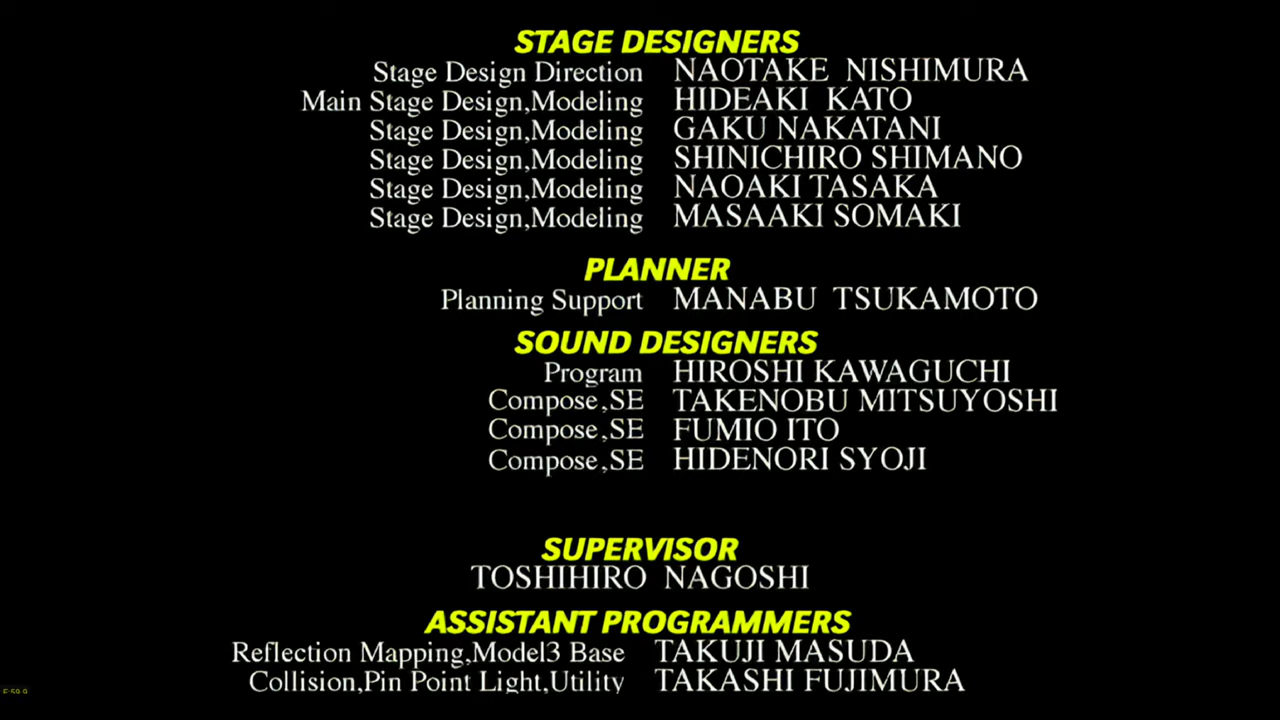 STAGE DESIGNERS
Stage Design Direction NAOTAKE NISHIMURA
Main Stage Design,Modeling HIDEAKI KATO
Stage Design,Modeling GAKU NAKATANI
Stage Design,Modeling SHINICHIRO SHIMANO
Stage Design,Modeling NAOAKI TASAKA
Stage Design,Modeling MASAAKI SOMAKI
PLANNER
Planning Support MANABU TSUKAMOTO
SOUND DESIGNERS
Program HIROSHI KAWAGUCHI
Compose,SE TAKENOBU MITSUYOSHI
Compose,SE FUMIO ITO
Compose,SE HIDENORI SYOJI
SUPERVISOR
TOSHIHIRO NAGOSHI
ASSISTANT PROGRAMMERS
Reflection Mapping,Model3 Base TAKUJI MASUDA
Collision,Pin Point Light,Utility TAKASHI FUJIMURA